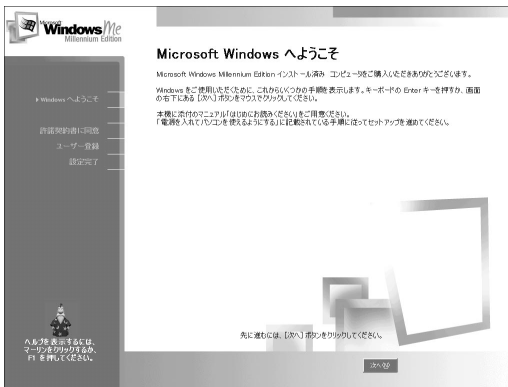 Microsoft
Windows Me
Millennium Edition
Microsoft Windows へようこそ
Microsoft Windows Millennium Edition インストール済み コンピュータをご購入いただきありがとうございます。
Windows をご使用いただくために、これからいくつかの手順を表示します。キーボードの Enter キーを押すか、画面
の右下にある [次へ] ボタンをマウスでクリックしてください。
本機に添付のマニュアル「はじめにお読みください」をご用意ください。
「電源を入れてパソコンを使えるようにする」に記載されている手順に従ってセットアップを進めてください。
Windows へようこそ
許諾契約書に同意
ユーザー登録
設定完了
ヘルプを表示するには、
マーリンをクリックするか、
F1 を押してください。
先に進むには、[次へ] ボタンをクリックしてください。
次へ(N)